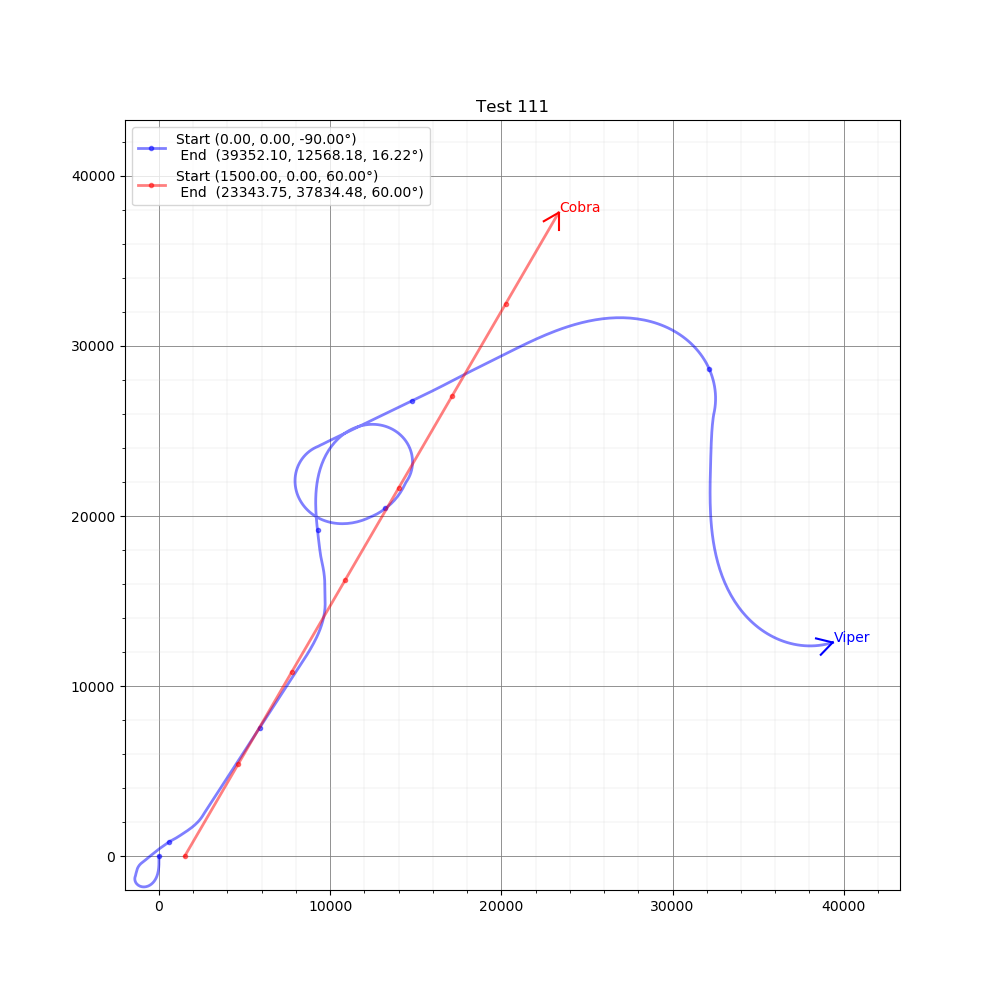 Test 111
Start (0.00, 0.00, -90.00°)
End (39352.10, 12568.18, 16.22°)
Start (1500.00, 0.00, 60.00°)
End (23343.75, 37834.48, 60.00°)
40000
Cobra
30000
20000
Viper
10000
0
0 10000 20000 30000 40000